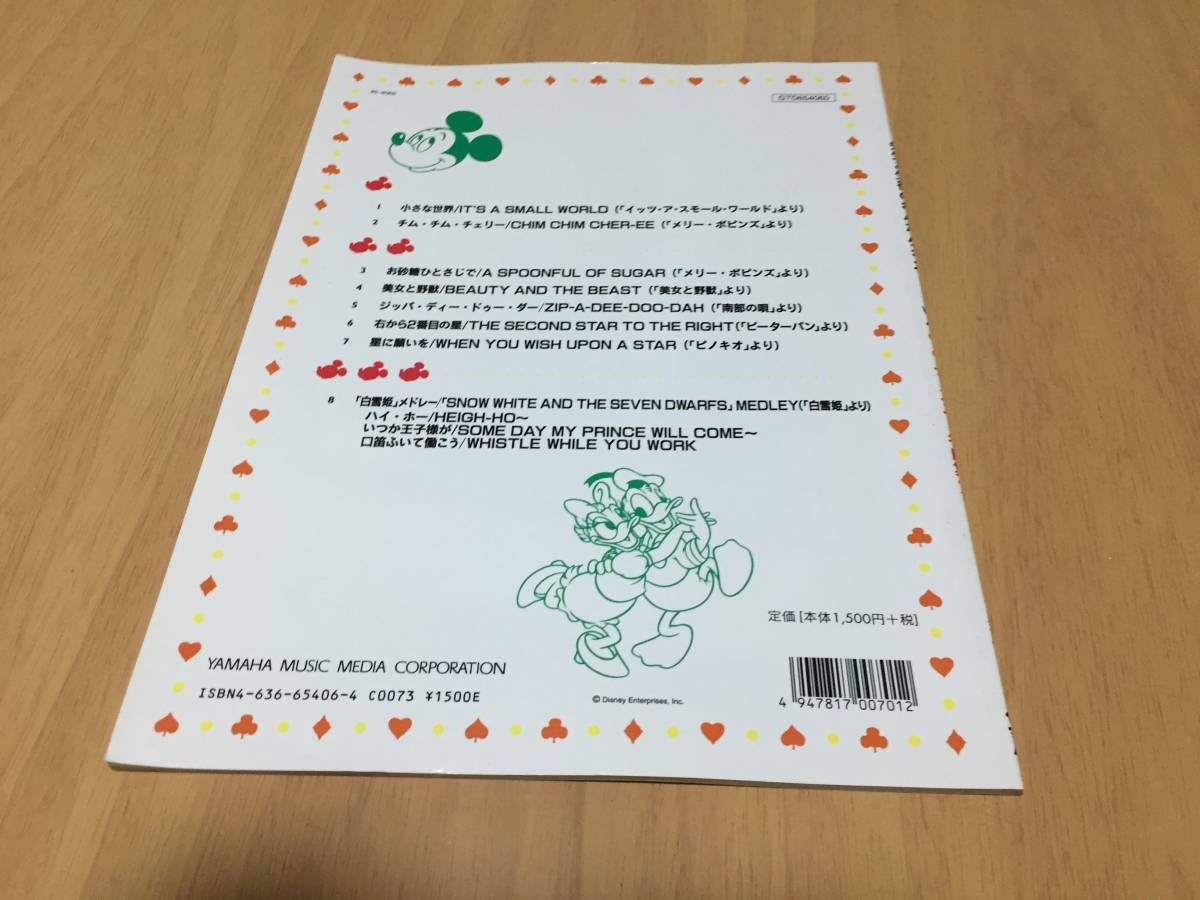 1 小さな世界/IT'S A SMALL WORLD (「イッツ・ア・スモール・ワールド」より)
2 チム・チム・チェリー/CHIM CHIM CHER-EE (「メリー・ポピンズ」より)
3 お砂糖ひとさじで/A SPOONFUL OF SUGAR (「メリー・ポピンズ」より)
4 美女と野獣/BEAUTY AND THE BEAST (「美女と野獣」より)
5 ジッパ・ディー・ドゥー・ダー/ZIP-A-DEE-DOO-DAH (「南部の唄」より)
6 右から2番目の星/THE SECOND STAR TO THE RIGHT(「ピーターパン」より)
7 星に願いを/WHEN YOU WISH UPON A STAR (「ピノキオ」より)
8 「白雪姫」メドレー/「SNOW WHITE AND THE SEVEN DWARFS」MEDLEY(「白雪姫」より)
ハイ・ホー/HEIGH-HO〜
いつか王子様が/SOME DAY MY PRINCE WILL COME〜
口笛ふいて働こう/WHISTLE WHILE YOU WORK
定価[本体1,500円+税]
YAMAHA MUSIC MEDIA CORPORATION
ISBN4-636-65406-4 C0073 ¥1500E
© Disney Enterprises, Inc.
4 947817 007012